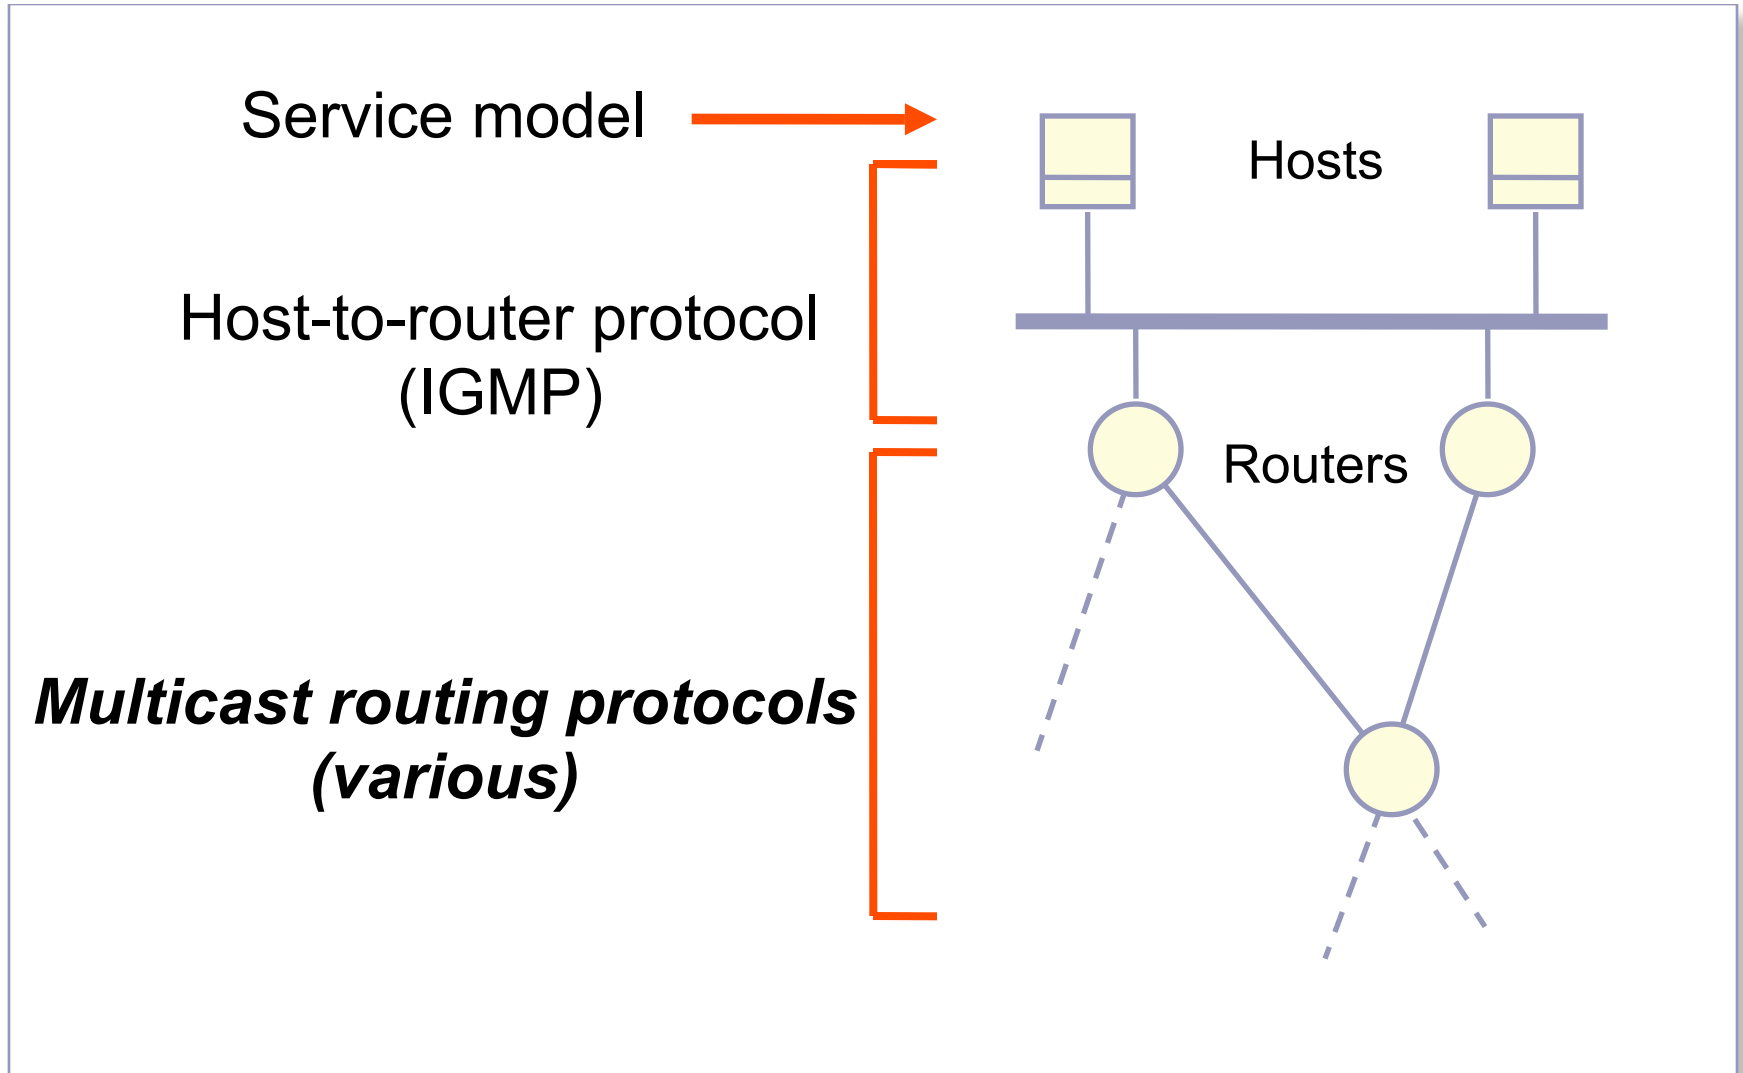 Service model
Hosts
Host-to-router protocol
(IGMP)
Routers
Multicast routing protocols
(various)